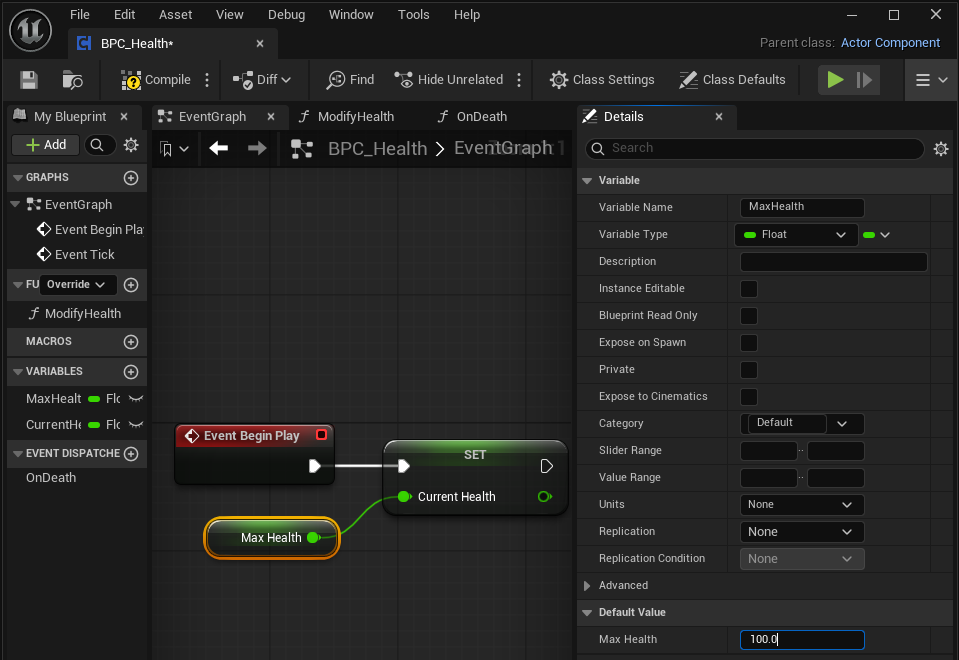 File Edit Asset View Debug Window Tools Help
BPC_Health*
Parent class: Actor Component
Compile Diff Find Hide Unrelated Class Settings Class Defaults
My Blueprint
Add
GRAPHS
EventGraph
Event Begin Pla
Event Tick
FU Override
ModifyHealth
MACROS
VARIABLES
MaxHealt Flo
CurrentHe Flo
EVENT DISPATCHE
OnDeath
EventGraph ModifyHealth OnDeath
BPC_Health > EventGraph
Event Begin Play
SET
Current Health
Max Health
Details
Search
Variable
Variable Name MaxHealth
Variable Type Float
Description
Instance Editable
Blueprint Read Only
Expose on Spawn
Private
Expose to Cinematics
Category Default
Slider Range ..
Value Range ..
Units None
Replication None
Replication Condition None
Advanced
Default Value
Max Health 100.0